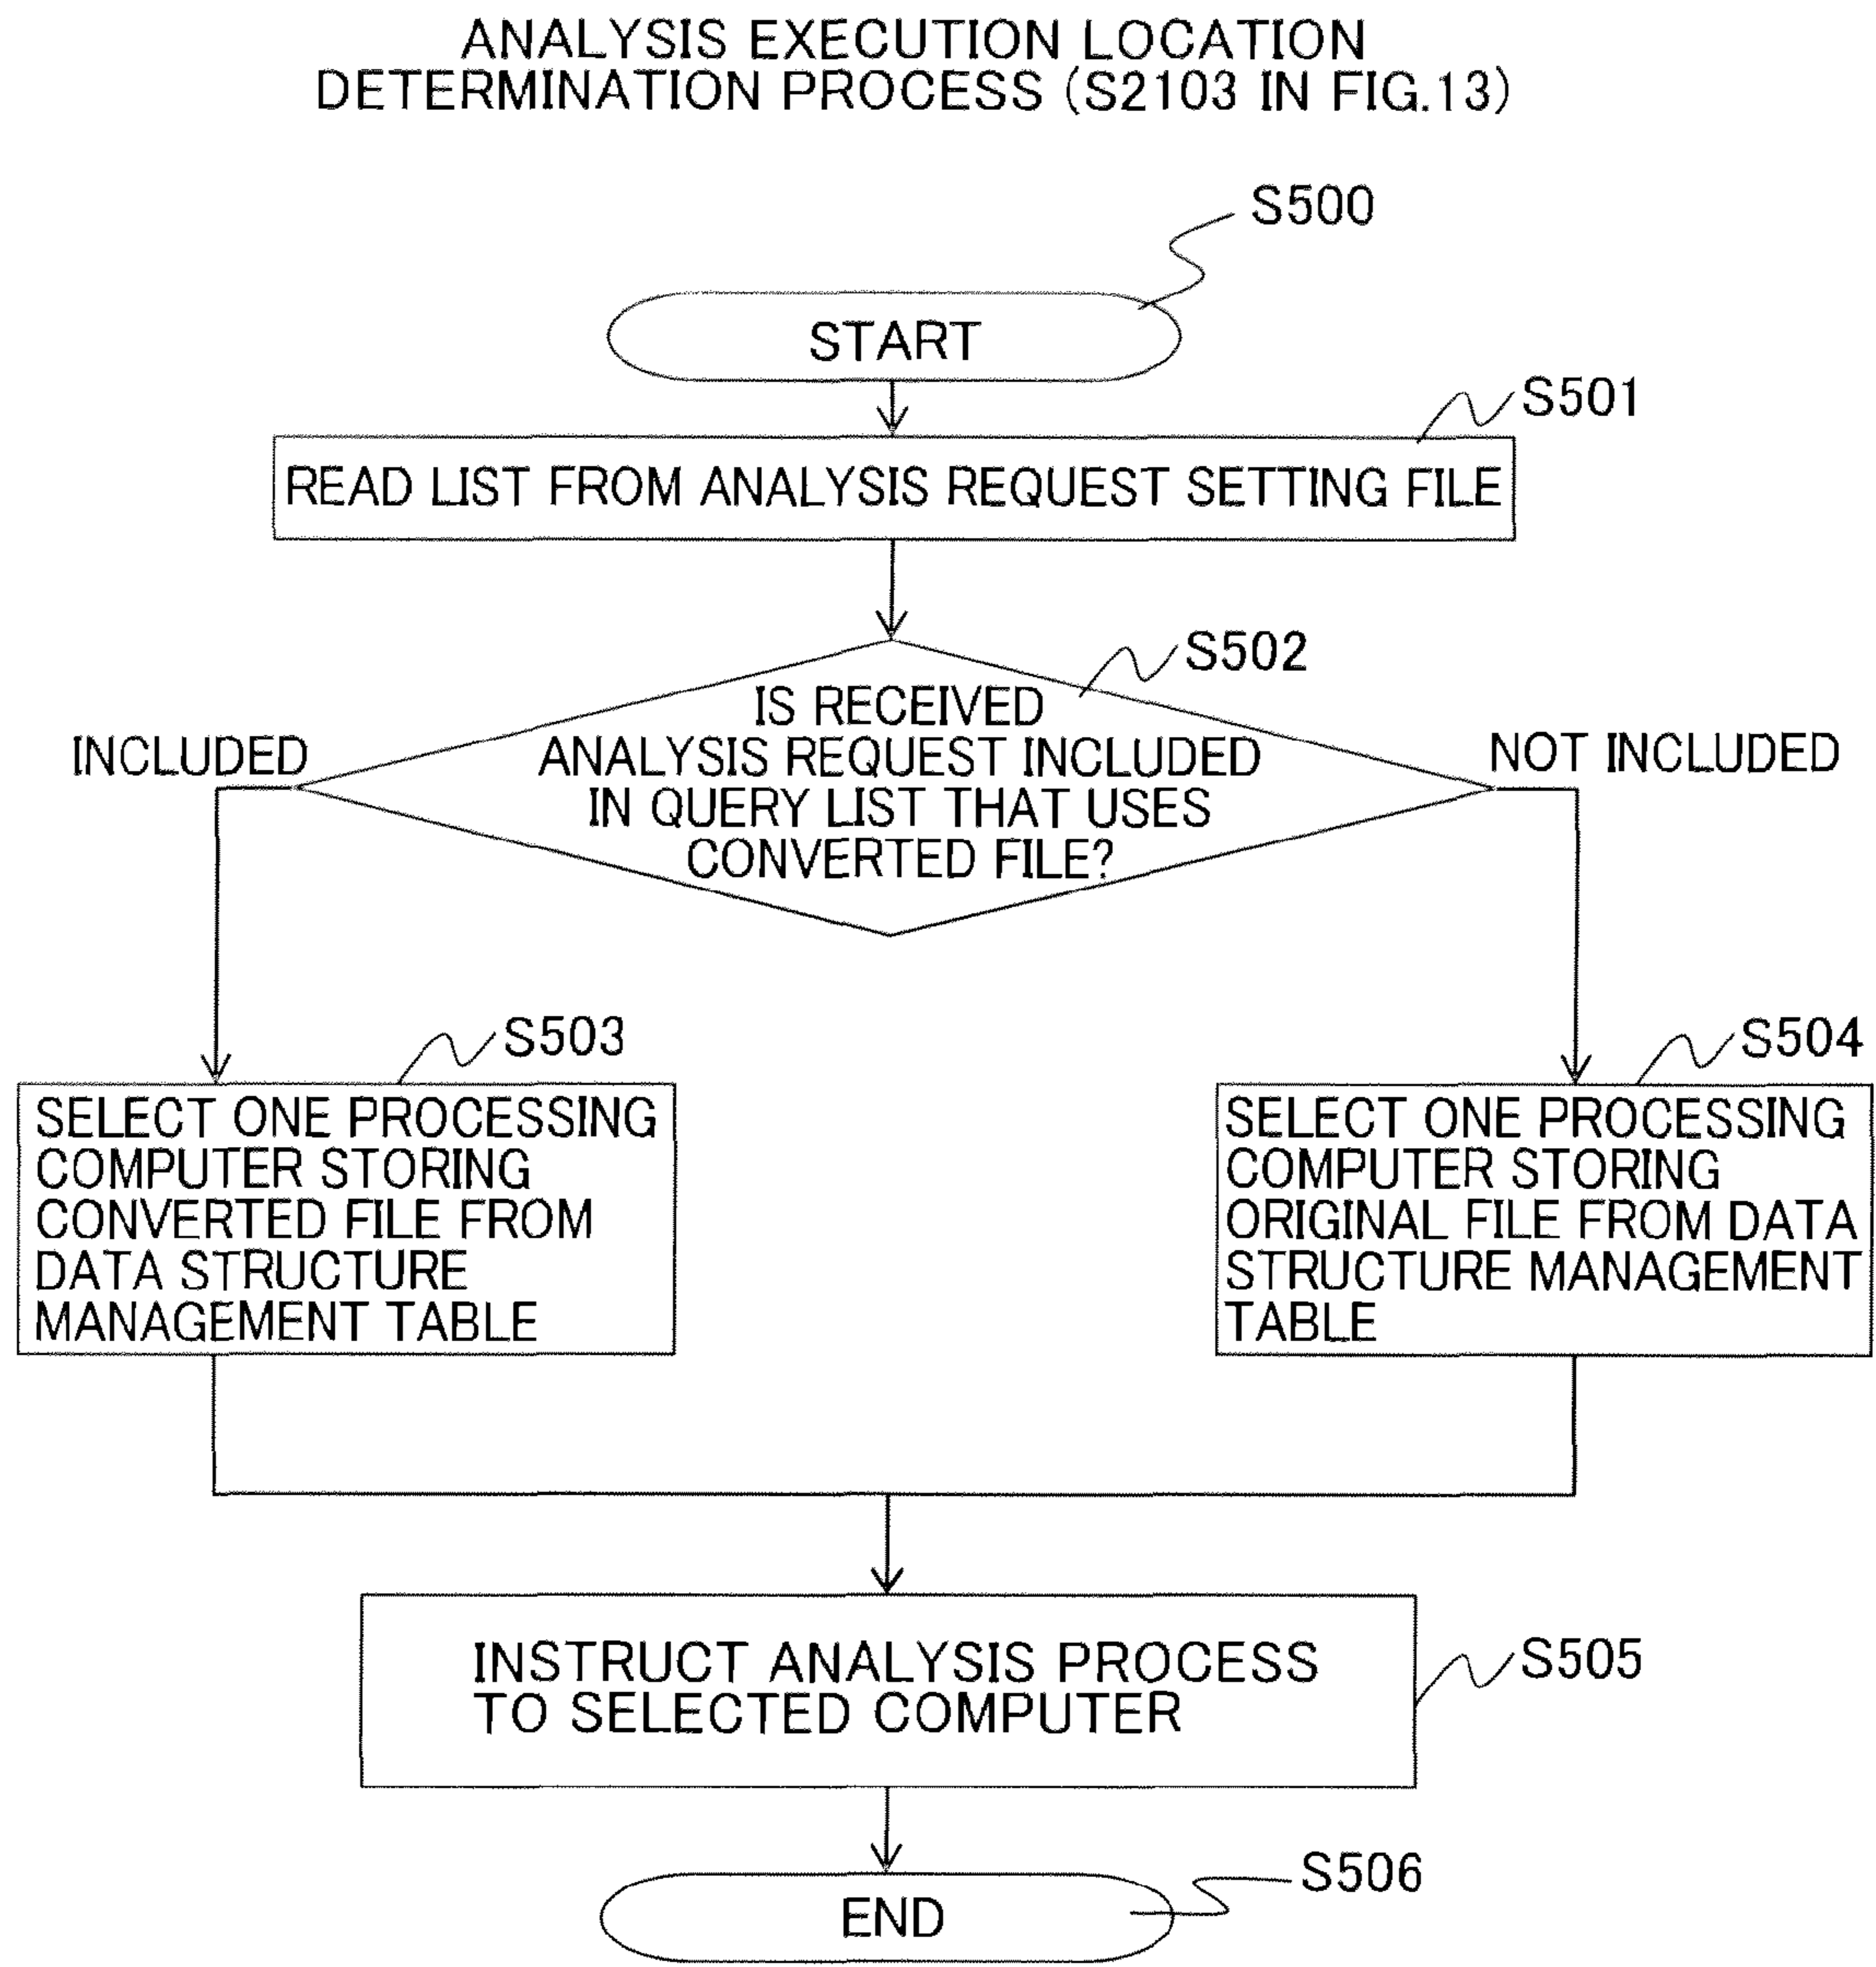 ANALYSIS EXECUTION LOCATION
DETERMINATION PROCESS (S2103 IN FIG.13)
S500
START
S501
READ LIST FROM ANALYSIS REQUEST SETTING FILE
S502
IS RECEIVED
ANALYSIS REQUEST INCLUDED
IN QUERY LIST THAT USES
CONVERTED FILE?
INCLUDED
NOT INCLUDED
S503
SELECT ONE PROCESSING
COMPUTER STORING
CONVERTED FILE FROM
DATA STRUCTURE
MANAGEMENT TABLE
S504
SELECT ONE PROCESSING
COMPUTER STORING
ORIGINAL FILE FROM DATA
STRUCTURE MANAGEMENT
TABLE
INSTRUCT ANALYSIS PROCESS
TO SELECTED COMPUTER
S505
S506
END